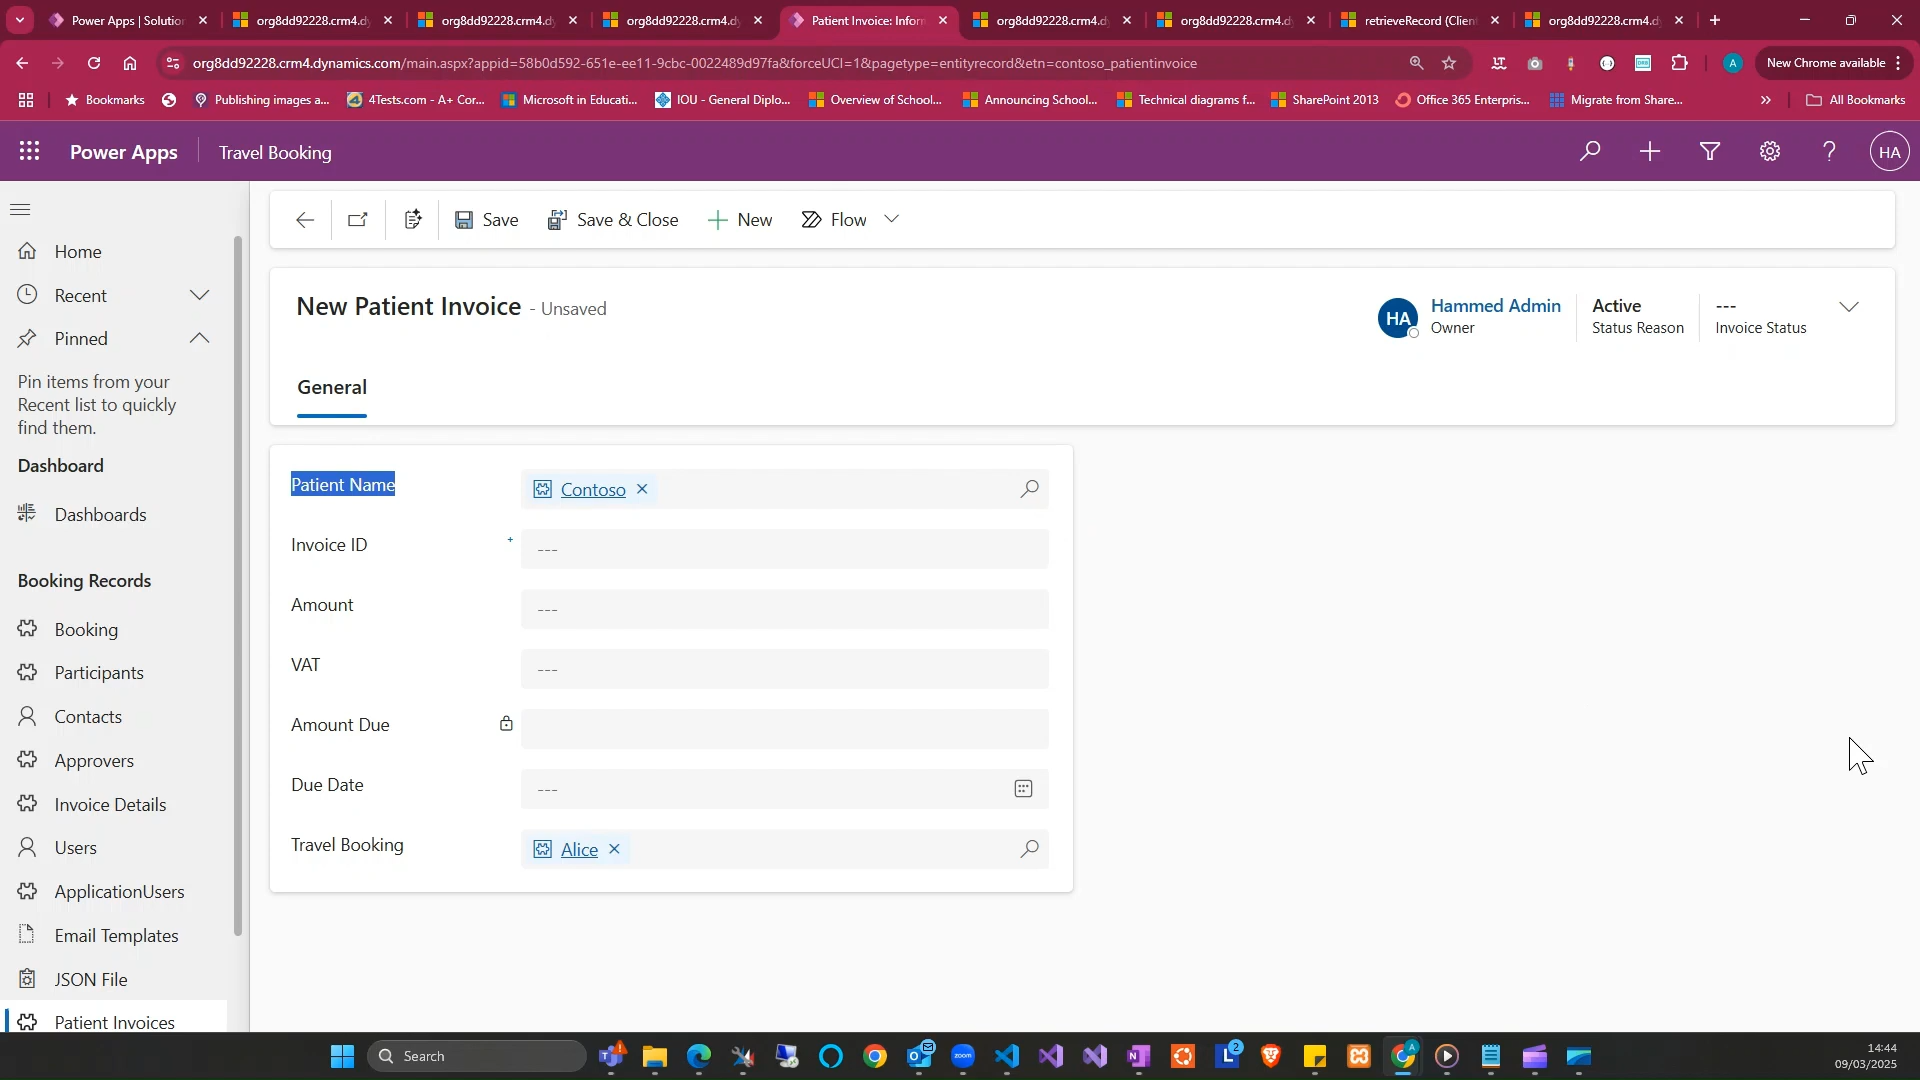 Power Apps | Solution
org8dd92228.crm4.d
org8dd92228.crm4.d
org8dd92228.crm4.d
Patient Invoice: Inform
org8dd92228.crm4.d
org8dd92228.crm4.d
retrieveRecord (Client
org8dd92228.crm4.d
org8dd92228.crm4.dynamics.com/main.aspx?appid=58b0d592-651e-ee11-9cbc-0022489d97fa&forceUCI=1&pagetype=entityrecord&etn=contoso_patientinvoice
A
New Chrome available
Bookmarks
Publishing images a...
4Tests.com - A+ Cor...
Microsoft in Educati...
IOU - General Diplo...
Overview of School...
Announcing School...
Technical diagrams f...
SharePoint 2013
Office 365 Enterpris...
Migrate from Share...
All Bookmarks
Power Apps
Travel Booking
HA
Save
Save & Close
New
Flow
Home
Recent
Pinned
Pin items from your
Recent list to quickly
find them.
Dashboard
Dashboards
Booking Records
Booking
Participants
Contacts
Approvers
Invoice Details
Users
ApplicationUsers
Email Templates
JSON File
Patient Invoices
New Patient Invoice - Unsaved
HA
Hammed Admin
Owner
Active
Status Reason
---
Invoice Status
General
Patient Name
Contoso
Invoice ID
---
Amount
---
VAT
---
Amount Due
Due Date
---
Travel Booking
Alice
Search
zoom
2
14:44
09/03/2025